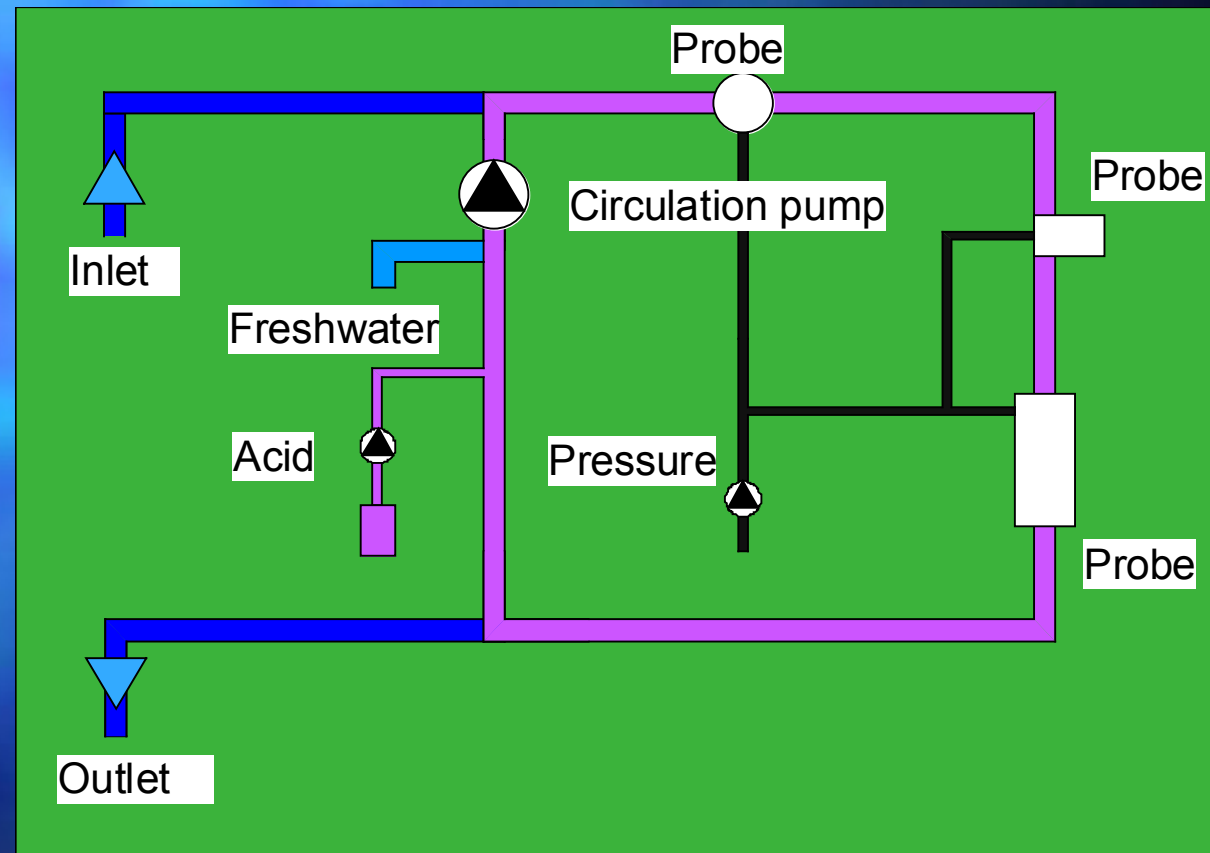 Probe
Probe
Circulation pump
Inlet
Freshwater
Acid
Pressure
Probe
Outlet